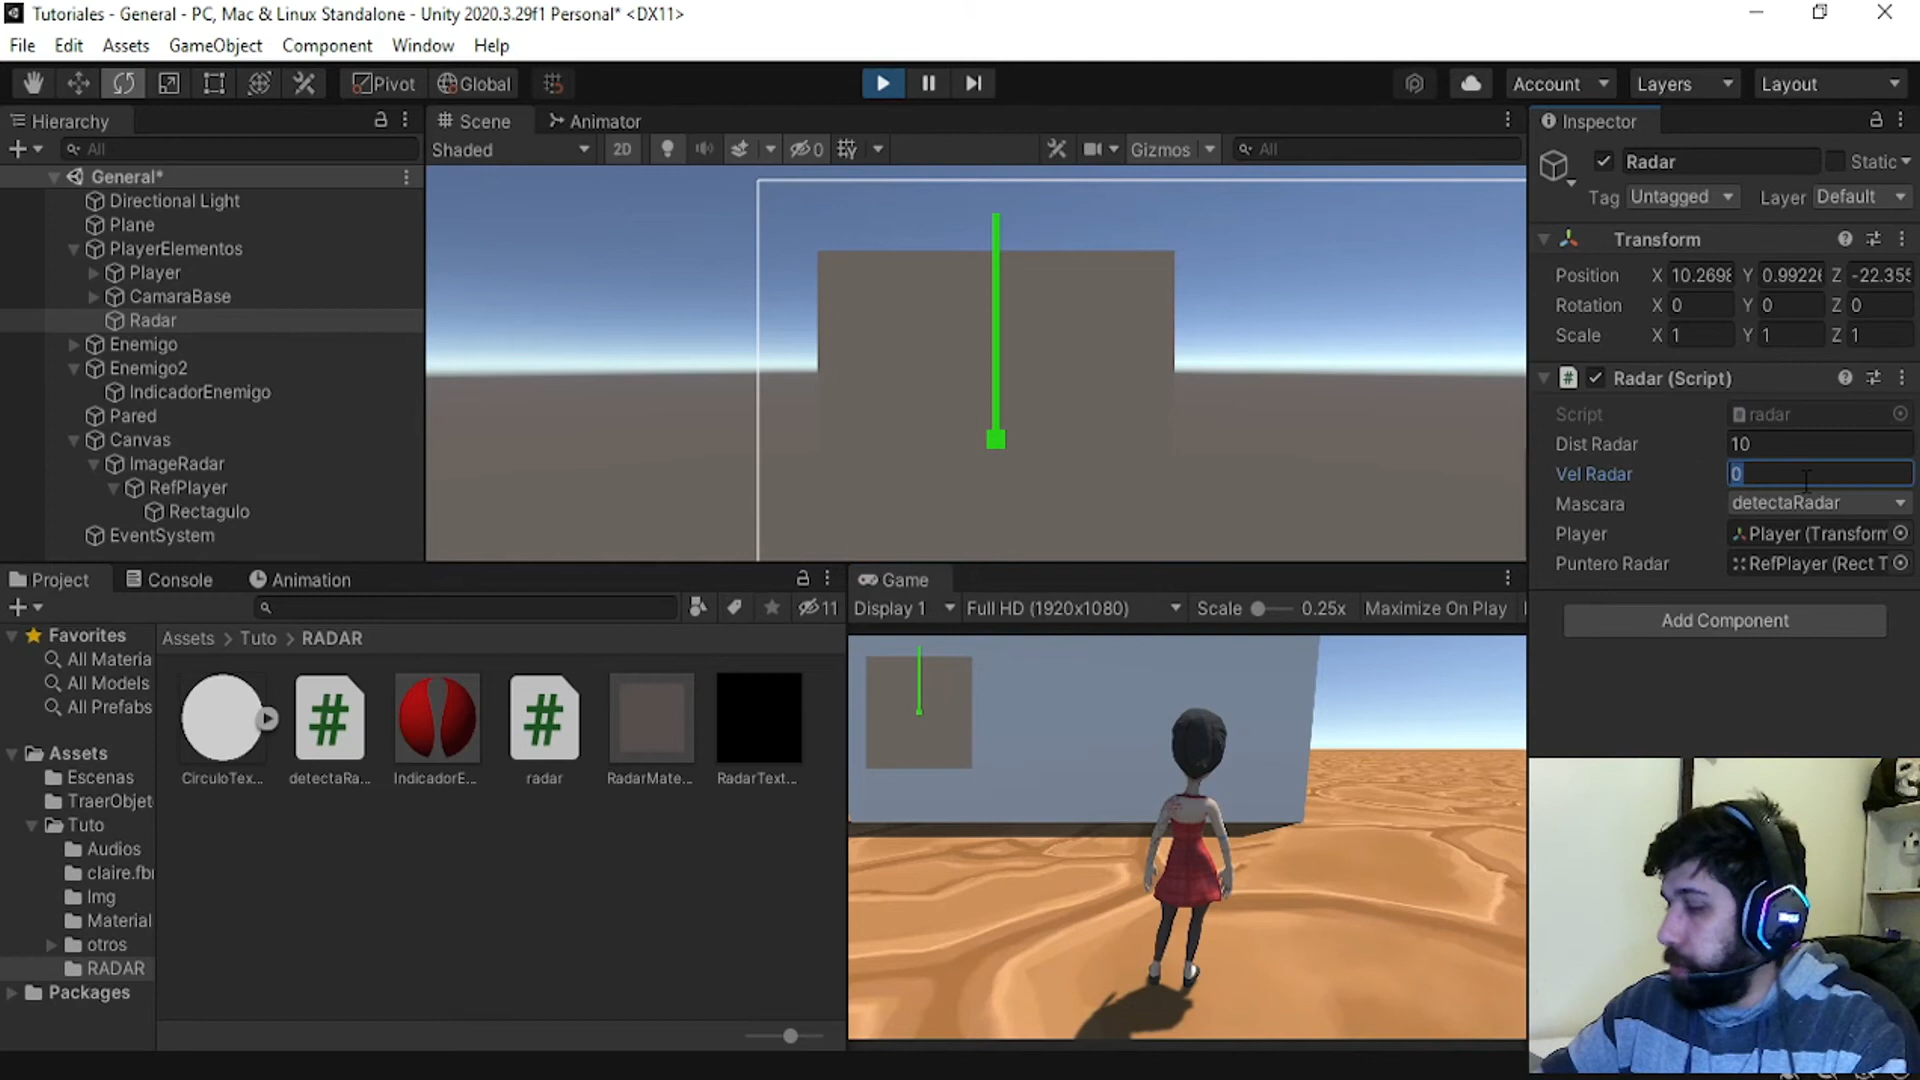 Tutoriales - General - PC, Mac & Linux Standalone - Unity 2020.3.29f1 Personal* <DX11>
File Edit Assets GameObject Component Window Help
Pivot Global Account Layers Layout
Hierarchy
All
General*
Directional Light
Plane
PlayerElementos
Player
CamaraBase
Radar
Enemigo
Enemigo2
IndicadorEnemigo
Pared
Canvas
ImageRadar
RefPlayer
Rectagulo
EventSystem
Scene Animator
Shaded 2D 0 Gizmos All
Inspector
Radar Static
Tag Untagged Layer Default
Transform
Position X 10.2698 Y 0.99226 Z -22.355
Rotation X 0 Y 0 Z 0
Scale X 1 Y 1 Z 1
# Radar (Script)
Script radar
Dist Radar 10
Vel Radar 0
Mascara detectaRadar
Player Player (Transform
Puntero Radar RefPlayer (Rect T
Add Component
Project Console Animation
11
Favorites
All Materia
All Models
All Prefabs
Assets
Escenas
TraerObjet
Tuto
Audios
claire.fb
Img
Material
otros
RADAR
Packages
Assets > Tuto > RADAR
# #
CirculoTex... detectaRa... IndicadorE... radar RadarMate... RadarText...
Game
Display 1 Full HD (1920x1080) Scale 0.25x Maximize On Play